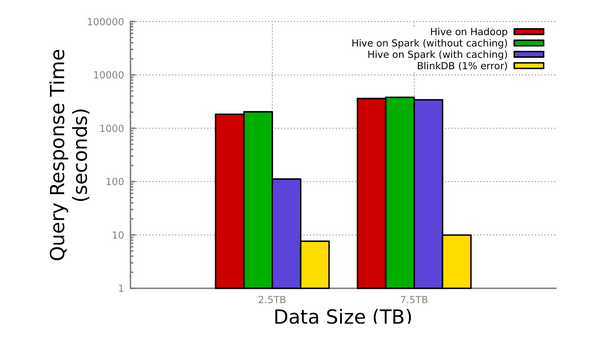 100000
10000
1000
100
10
1
Query Response Time
(seconds)
Hive on Hadoop
Hive on Spark (without caching)
Hive on Spark (with caching)
BlinkDB (1% error)
2.5TB
7.5TB
Data Size (TB)